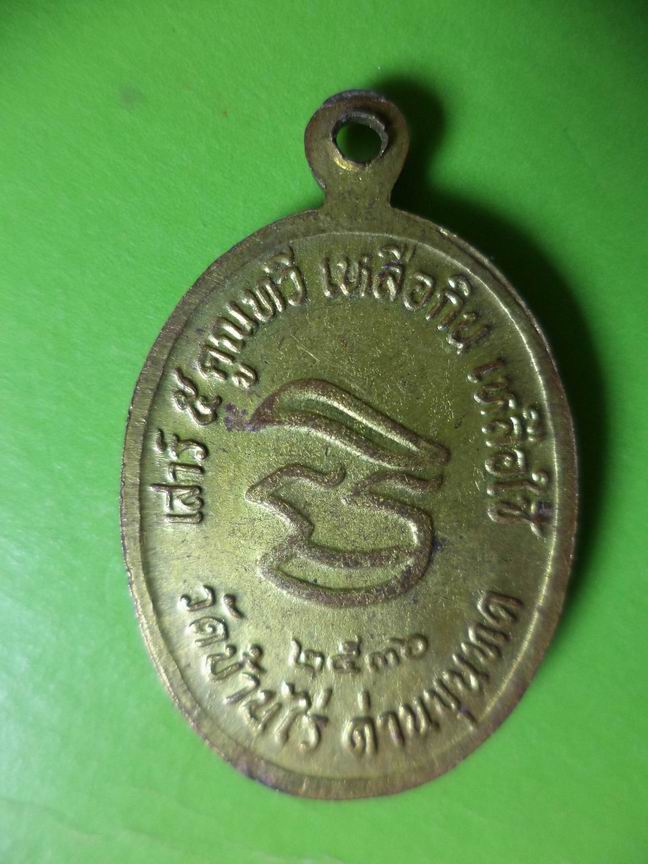 เสาร์ ๕ คูณทวี เหลือกิน เหลือใช้
๒๕๓๖
วัดบ้านไร่ ด่านขุนทด